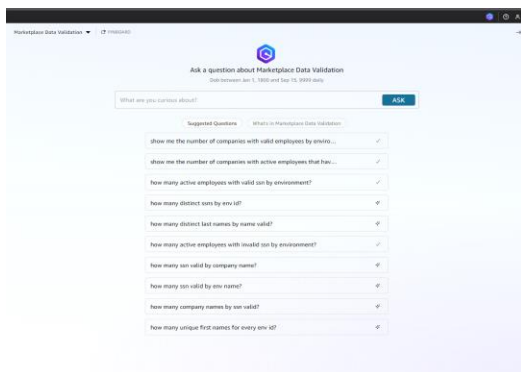 Marketplace Data Validation
Ask a question about Marketplace Data Validation
Data between Jan 1, 1900 and Sep 15, 9999 daily
What are you curious about?
ASK
Suggested Questions
What's in Marketplace Data Validation
show me the number of companies with valid employees by enviro...
show me the number of companies with active employees that hav...
how many active employees with valid ssn by environment?
how many distinct ssns by env id?
how many distinct last names by name valid?
how many active employees with invalid ssn by environment?
how many ssn valid by company name?
how many ssn valid by env name?
how many company names by ssn valid?
how many unique first names for every env id?